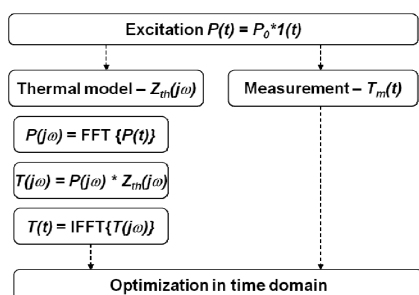 Excitation P(t) = P₀*1(t)
Thermal model – Zₜₕ(jω)
Measurement – Tₘ(t)
P(jω) = FFT {P(t)}
T(jω) = P(jω) * Zₜₕ(jω)
T(t) = IFFT{T(jω)}
Optimization in time domain